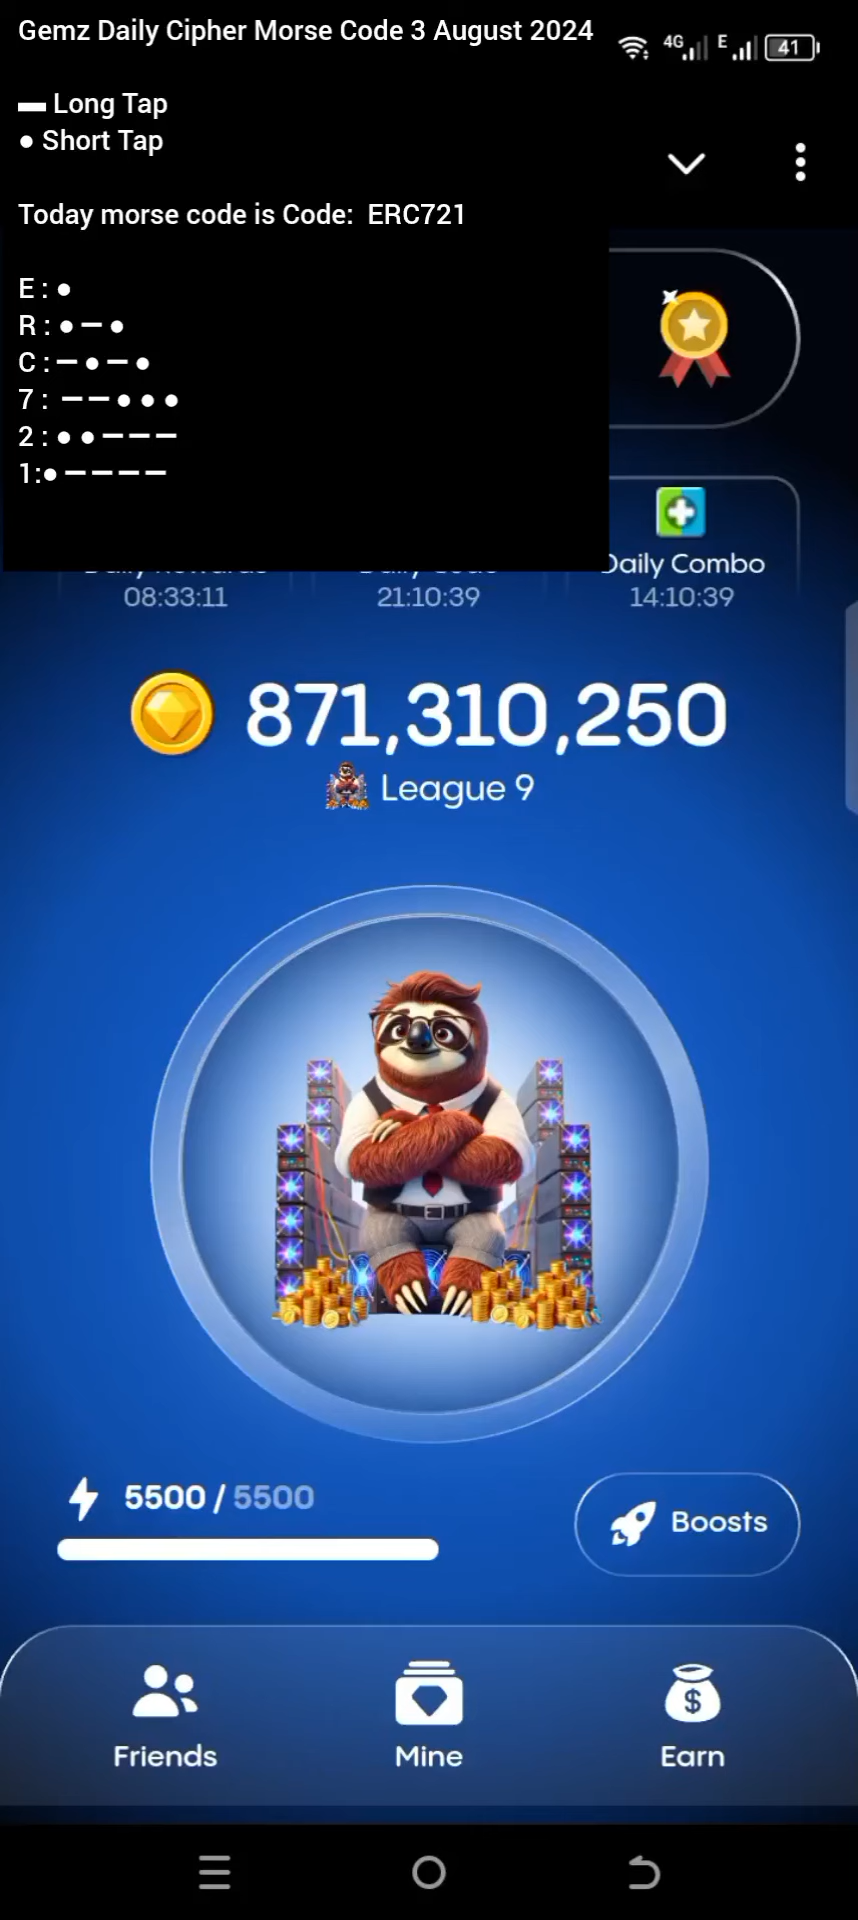 Gemz Daily Cipher Morse Code 3 August 2024
4G E 41
▬ Long Tap
● Short Tap
Today morse code is Code: ERC721
E : ●
R : ● – ●
C : – ● – ●
7 : – – ● ● ●
2 : ● ● – – –
1:● – – – –
Daily Combo
08:33:11 21:10:39 14:10:39
871,310,250
League 9
5500 / 5500
Boosts
Friends Mine Earn